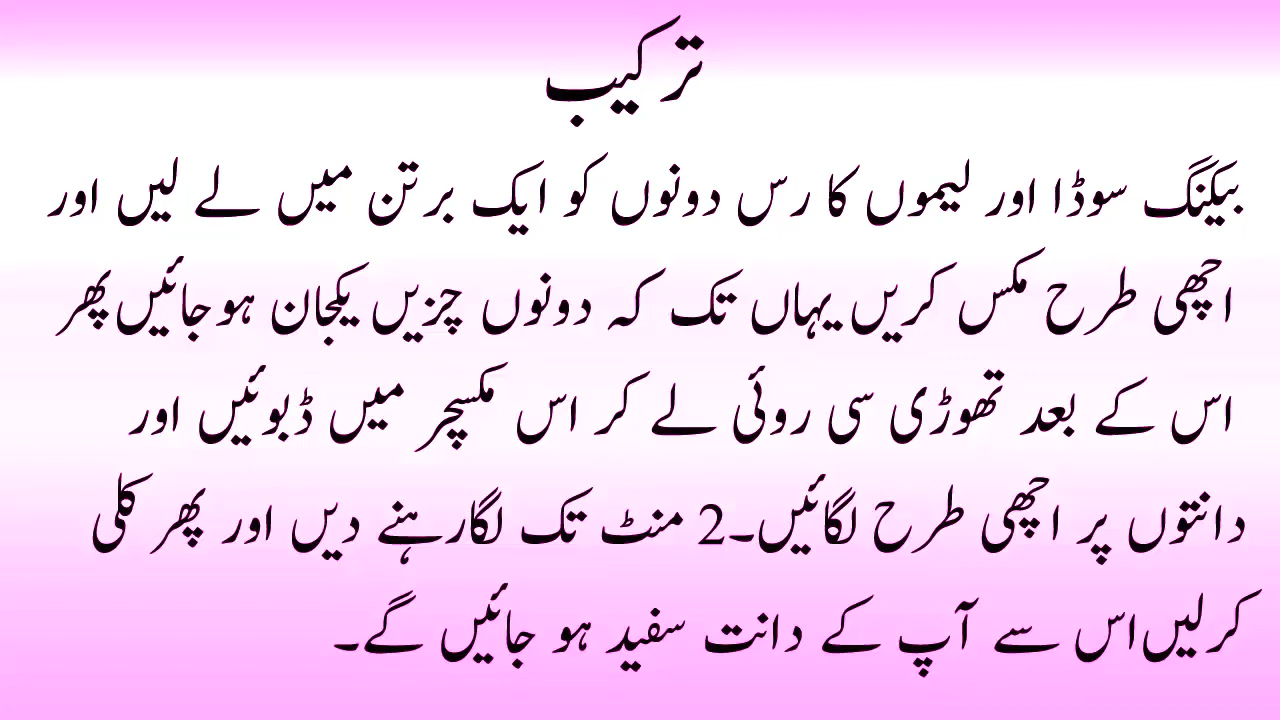 ترکیب
بیکنگ سوڈا اور لیموں کا رس دونوں کو ایک برتن میں لے لیں اور
اچھی طرح مکس کریں یہاں تک کہ دونوں چزیں یکجان ہوجائیں پھر
اس کے بعد تھوڑی سی روئی لے کر اس مکسچر میں ڈبوئیں اور
دانتوں پر اچھی طرح لگائیں۔2 منٹ تک لگارہنے دیں اور پھر کلی
کرلیں اس سے آپ کے دانت سفید ہو جائیں گے۔